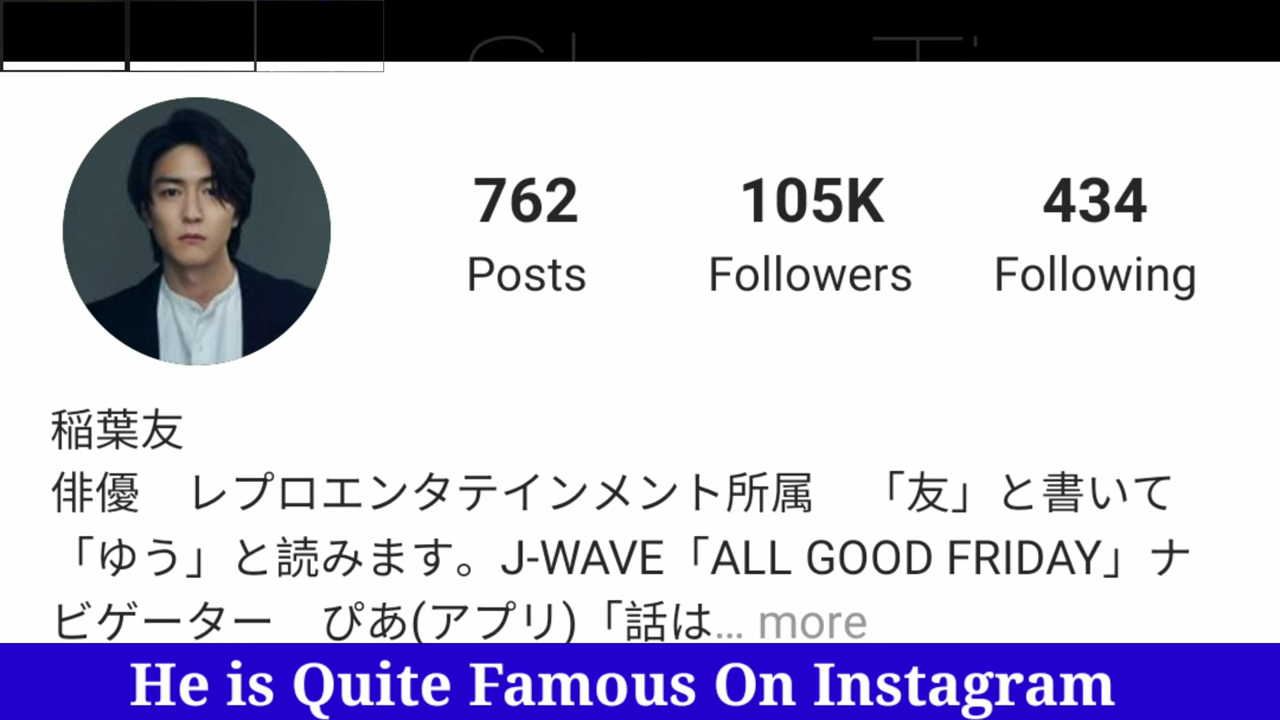 762 105K 434
Posts Followers Following
稲葉友
俳優 レプロエンタテインメント所属 「友」と書いて
「ゆう」と読みます。J-WAVE「ALL GOOD FRIDAY」ナ
ビゲーター ぴあ(アプリ)「話は... more
He is Quite Famous On Instagram